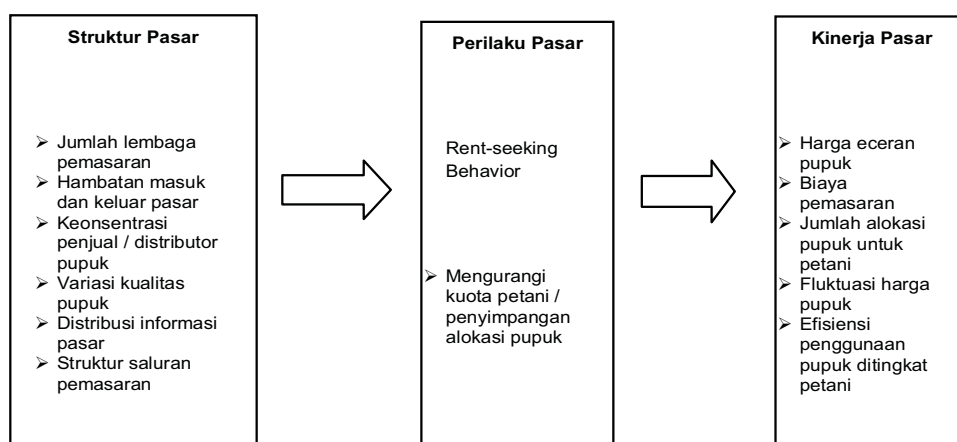 Struktur Pasar
➢ Jumlah lembaga
pemasaran
➢ Hambatan masuk
dan keluar pasar
➢ Keonsentrasi
penjual / distributor
pupuk
➢ Variasi kualitas
pupuk
➢ Distribusi informasi
pasar
➢ Struktur saluran
pemasaran
Perilaku Pasar
Rent-seeking
Behavior
➢ Mengurangi
kuota petani /
penyimpangan
alokasi pupuk
Kinerja Pasar
➢ Harga eceran
pupuk
➢ Biaya
pemasaran
➢ Jumlah alokasi
pupuk untuk
petani
➢ Fluktuasi harga
pupuk
➢ Efisiensi
penggunaan
pupuk ditingkat
petani